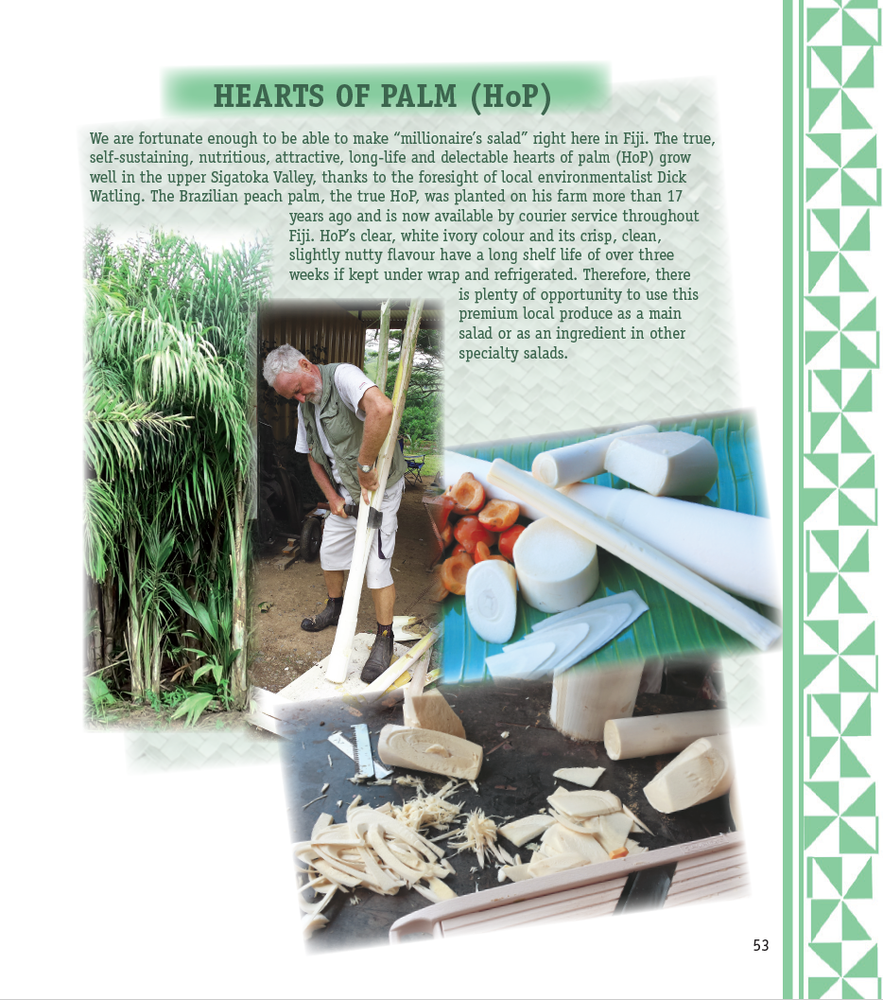 HEARTS OF PALM (HoP)
We are fortunate enough to be able to make “millionaire’s salad” right here in Fiji. The true,
self-sustaining, nutritious, attractive, long-life and delectable hearts of palm (HoP) grow
well in the upper Sigatoka Valley, thanks to the foresight of local environmentalist Dick
Watling. The Brazilian peach palm, the true HoP, was planted on his farm more than 17
years ago and is now available by courier service throughout
Fiji. HoP’s clear, white ivory colour and its crisp, clean,
slightly nutty flavour have a long shelf life of over three
weeks if kept under wrap and refrigerated. Therefore, there
is plenty of opportunity to use this
premium local produce as a main
salad or as an ingredient in other
specialty salads.
53